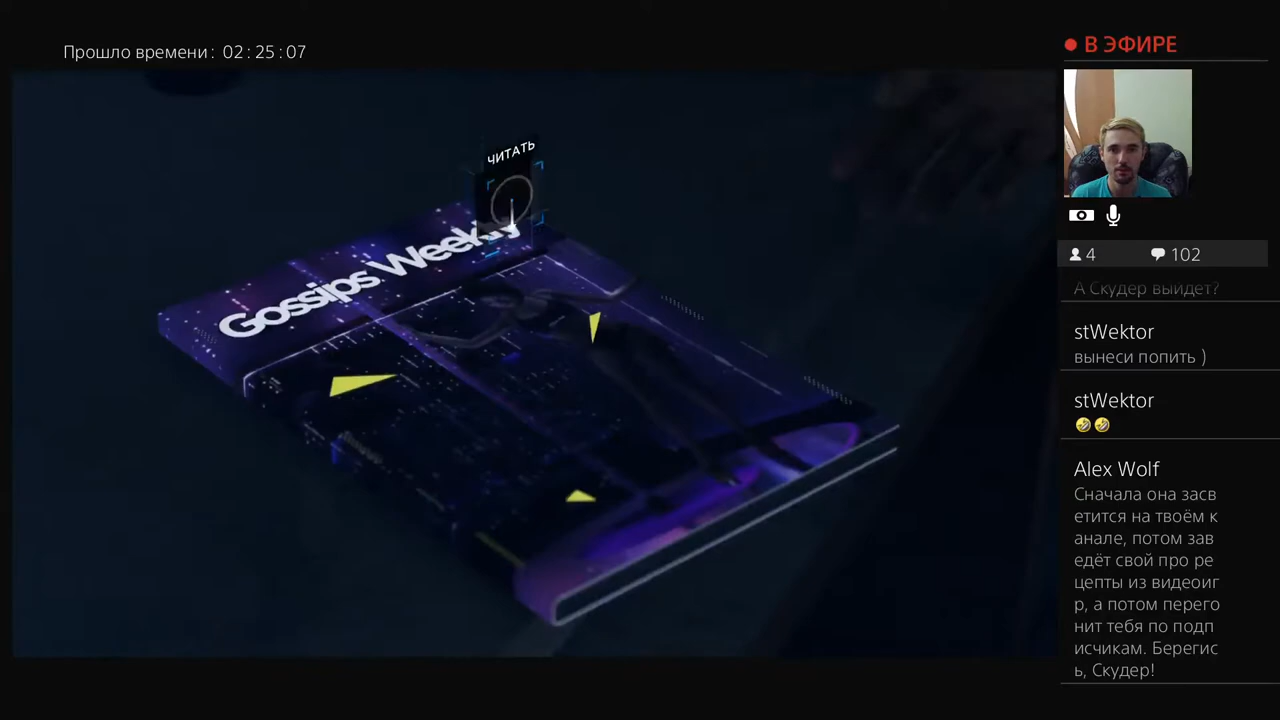 Прошло времени: 02:25:07
В ЭФИРЕ
ЧИТАТЬ
Gossips Weekly
4
102
А Скудер выйдет?
stWektor
вынеси попить )
stWektor
🤣🤣
Alex Wolf
Сначала она засв
етится на твоём к
анале, потом зав
едёт свой про ре
цепты из видеоиг
р, а потом перего
нит тебя по подп
исчикам. Берегис
ь, Скудер!